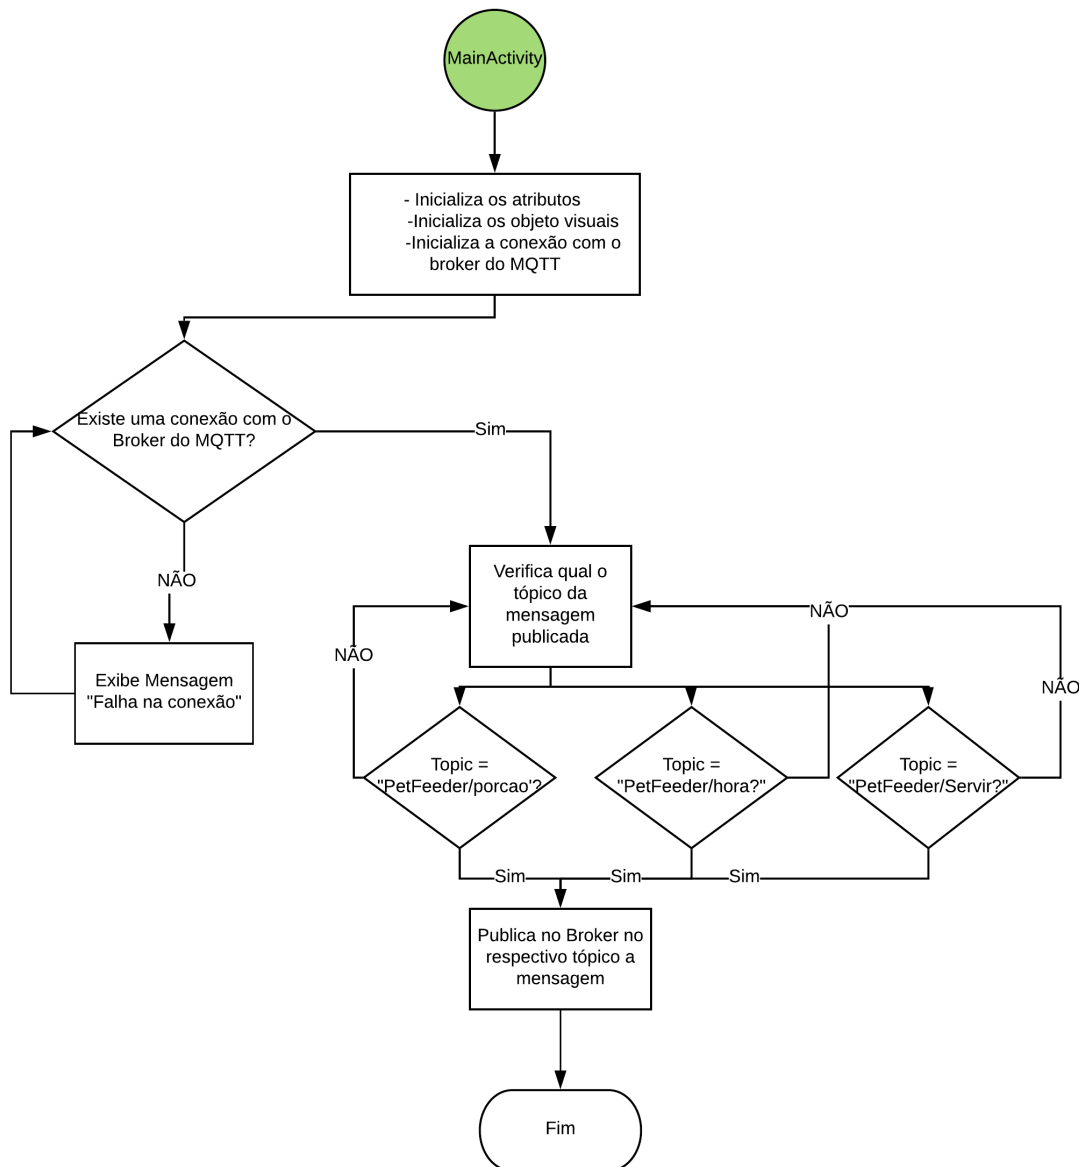 MainActivity
- Inicializa os atributos
-Inicializa os objeto visuais
-Inicializa a conexão com o
broker do MQTT
Existe uma conexão com o
Broker do MQTT?
Sim
NÃO
Exibe Mensagem
"Falha na conexão"
Verifica qual o
tópico da
mensagem
publicada
NÃO
NÃO
NÃO
Topic =
"PetFeeder/porcao'?
Topic =
"PetFeeder/hora?"
Topic =
"PetFeeder/Servir?"
Sim
Sim
Sim
Publica no Broker no
respectivo tópico a
mensagem
Fim